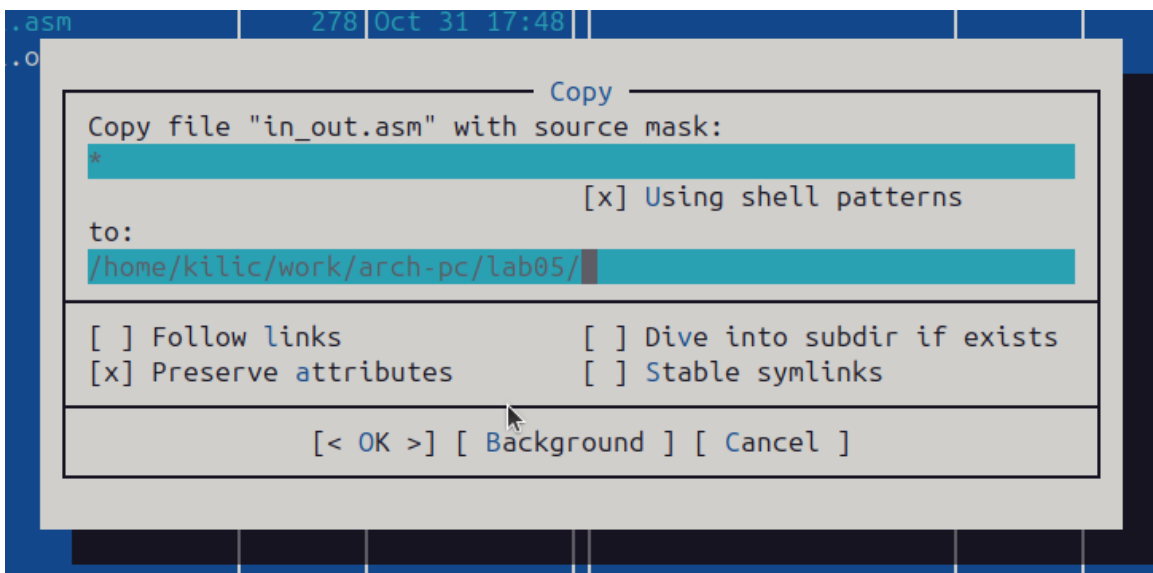 .asm 278 Oct 31 17:48
.o
Copy
Copy file "in_out.asm" with source mask:
*
[x] Using shell patterns
to:
/home/kilic/work/arch-pc/lab05/
[ ] Follow links [ ] Dive into subdir if exists
[x] Preserve attributes [ ] Stable symlinks
[< OK >] [ Background ] [ Cancel ]